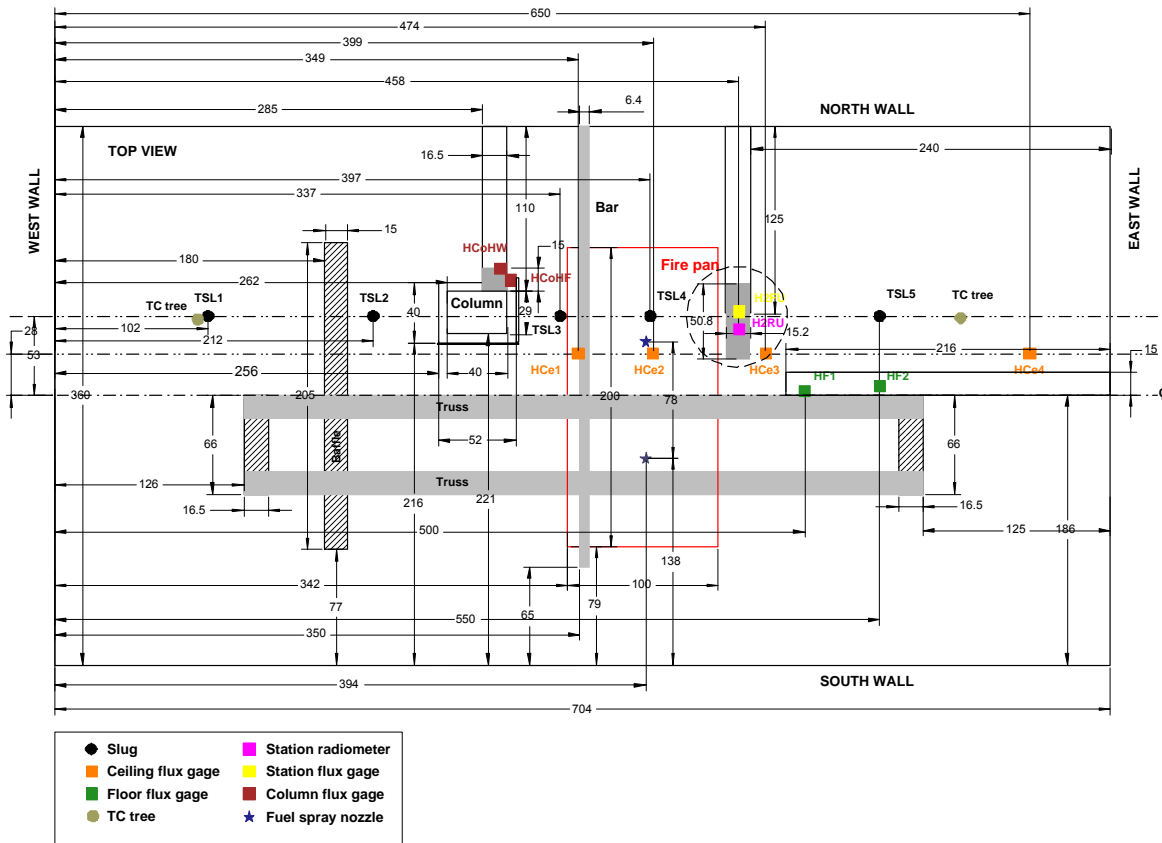 650
474
399
349
458
6.4
285
NORTH WALL
TOP VIEW
16.5
240
397
337
110
125
Bar
WEST WALL
EAST WALL
15
15
HCoHW
180
Fire pan
HCoHF
262
TSL1
TSL2
TC tree
Column
TSL4
TSL5
TC tree
40
29
H2RU
102
TSL3
50.8
15.2
28
212
53
216
15
256
40
HCe1
HCe2
HCe3
HF1
HF2
HCe4
360
205
200
78
Truss
52
66
Baffle
66
126
Truss
216
221
16.5
16.5
500
125
186
138
342
100
77
65
79
550
350
394
SOUTH WALL
704
Slug
Station radiometer
Ceiling flux gage
Station flux gage
Floor flux gage
Column flux gage
TC tree
Fuel spray nozzle